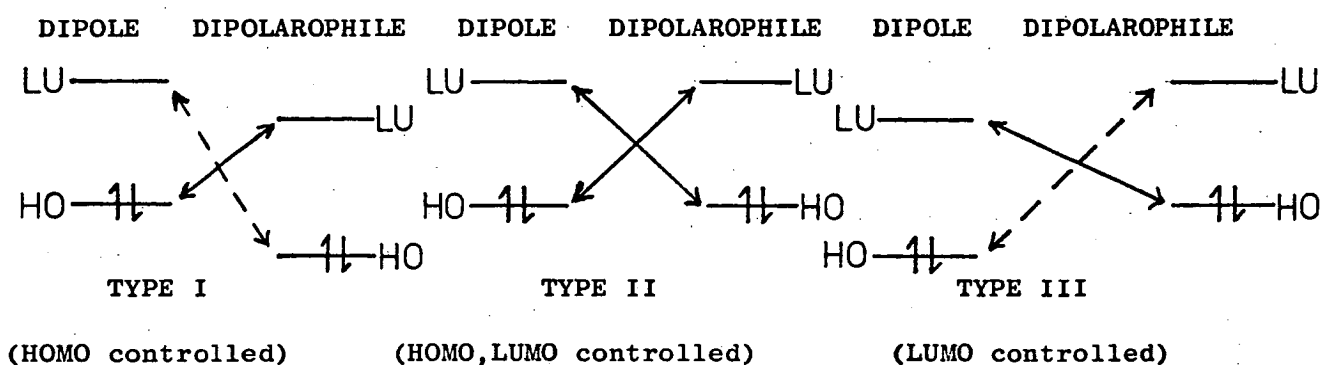 DIPOLE DIPOLAROPHILE DIPOLE DIPOLAROPHILE DIPOLE DIPOLAROPHILE
LU LU LU LU LU LU
HO HO HO HO HO HO
TYPE I TYPE II TYPE III
(HOMO controlled) (HOMO,LUMO controlled) (LUMO controlled)